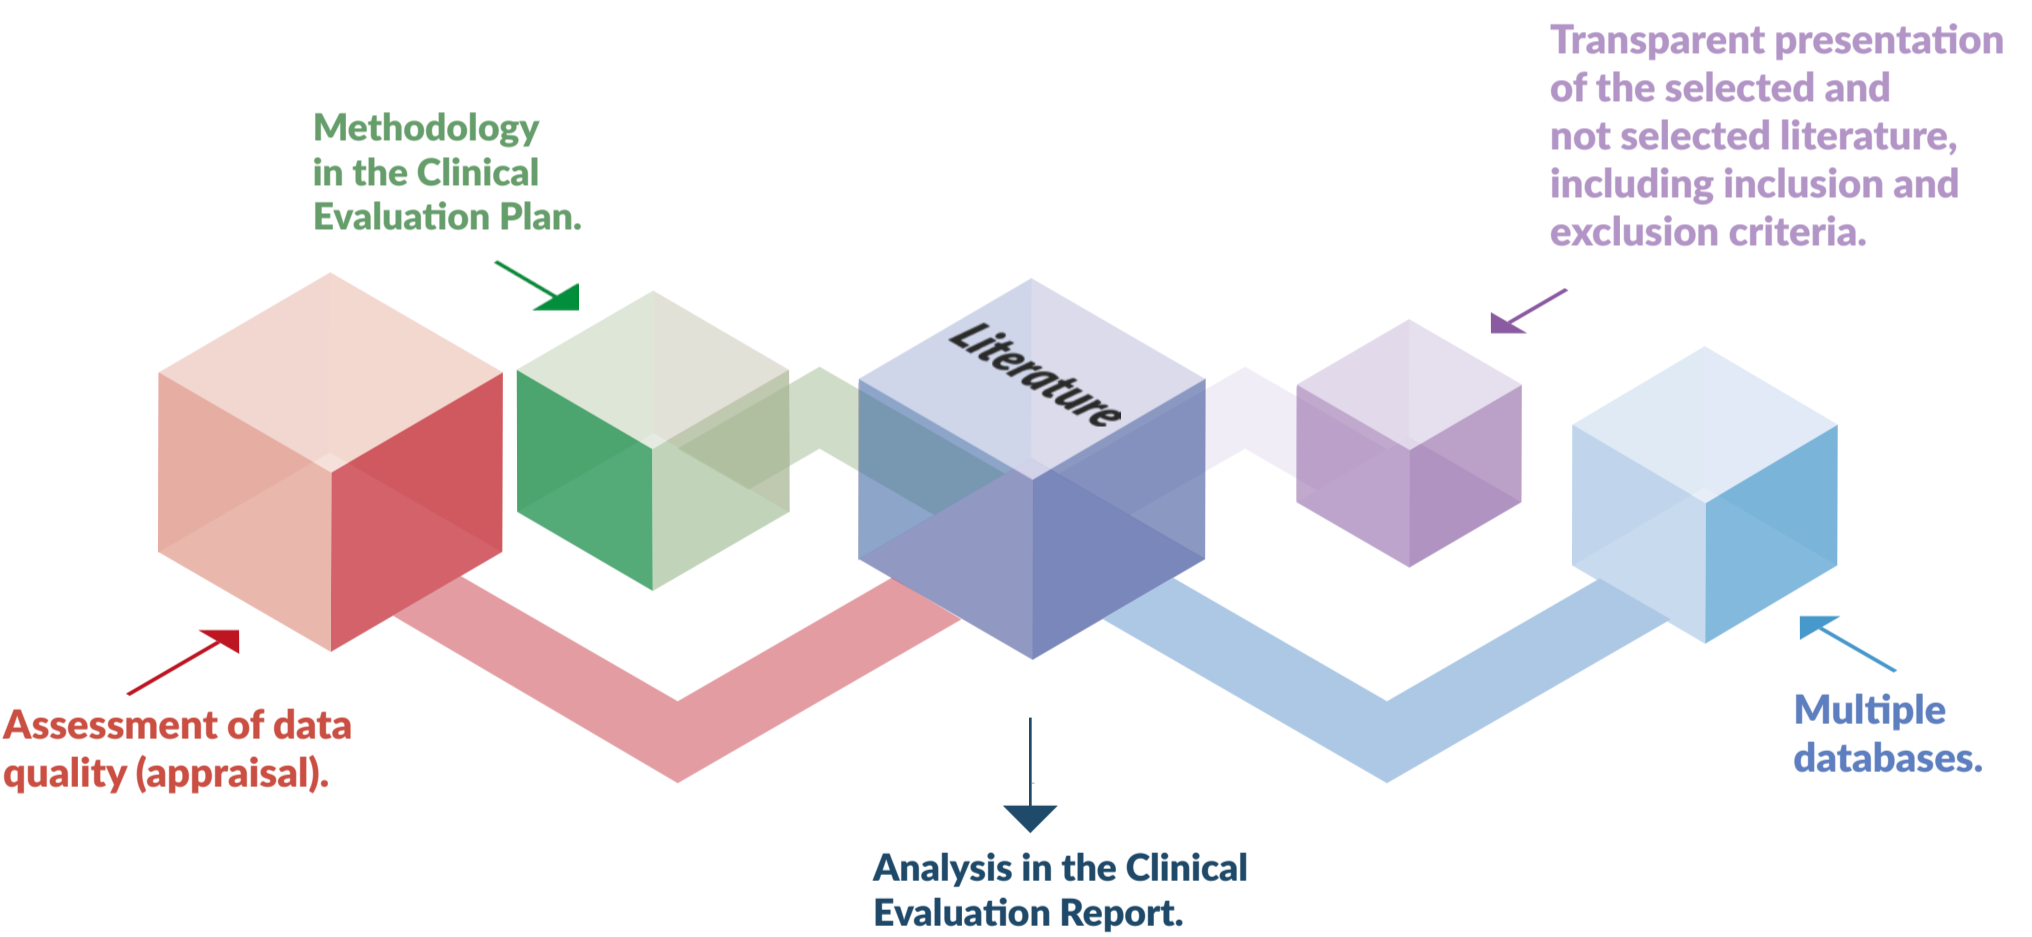 Transparent presentation
of the selected and
not selected literature,
including inclusion and
exclusion criteria.
Methodology
in the Clinical
Evaluation Plan.
Literature
Assessment of data
quality (appraisal).
Multiple
databases.
Analysis in the Clinical
Evaluation Report.